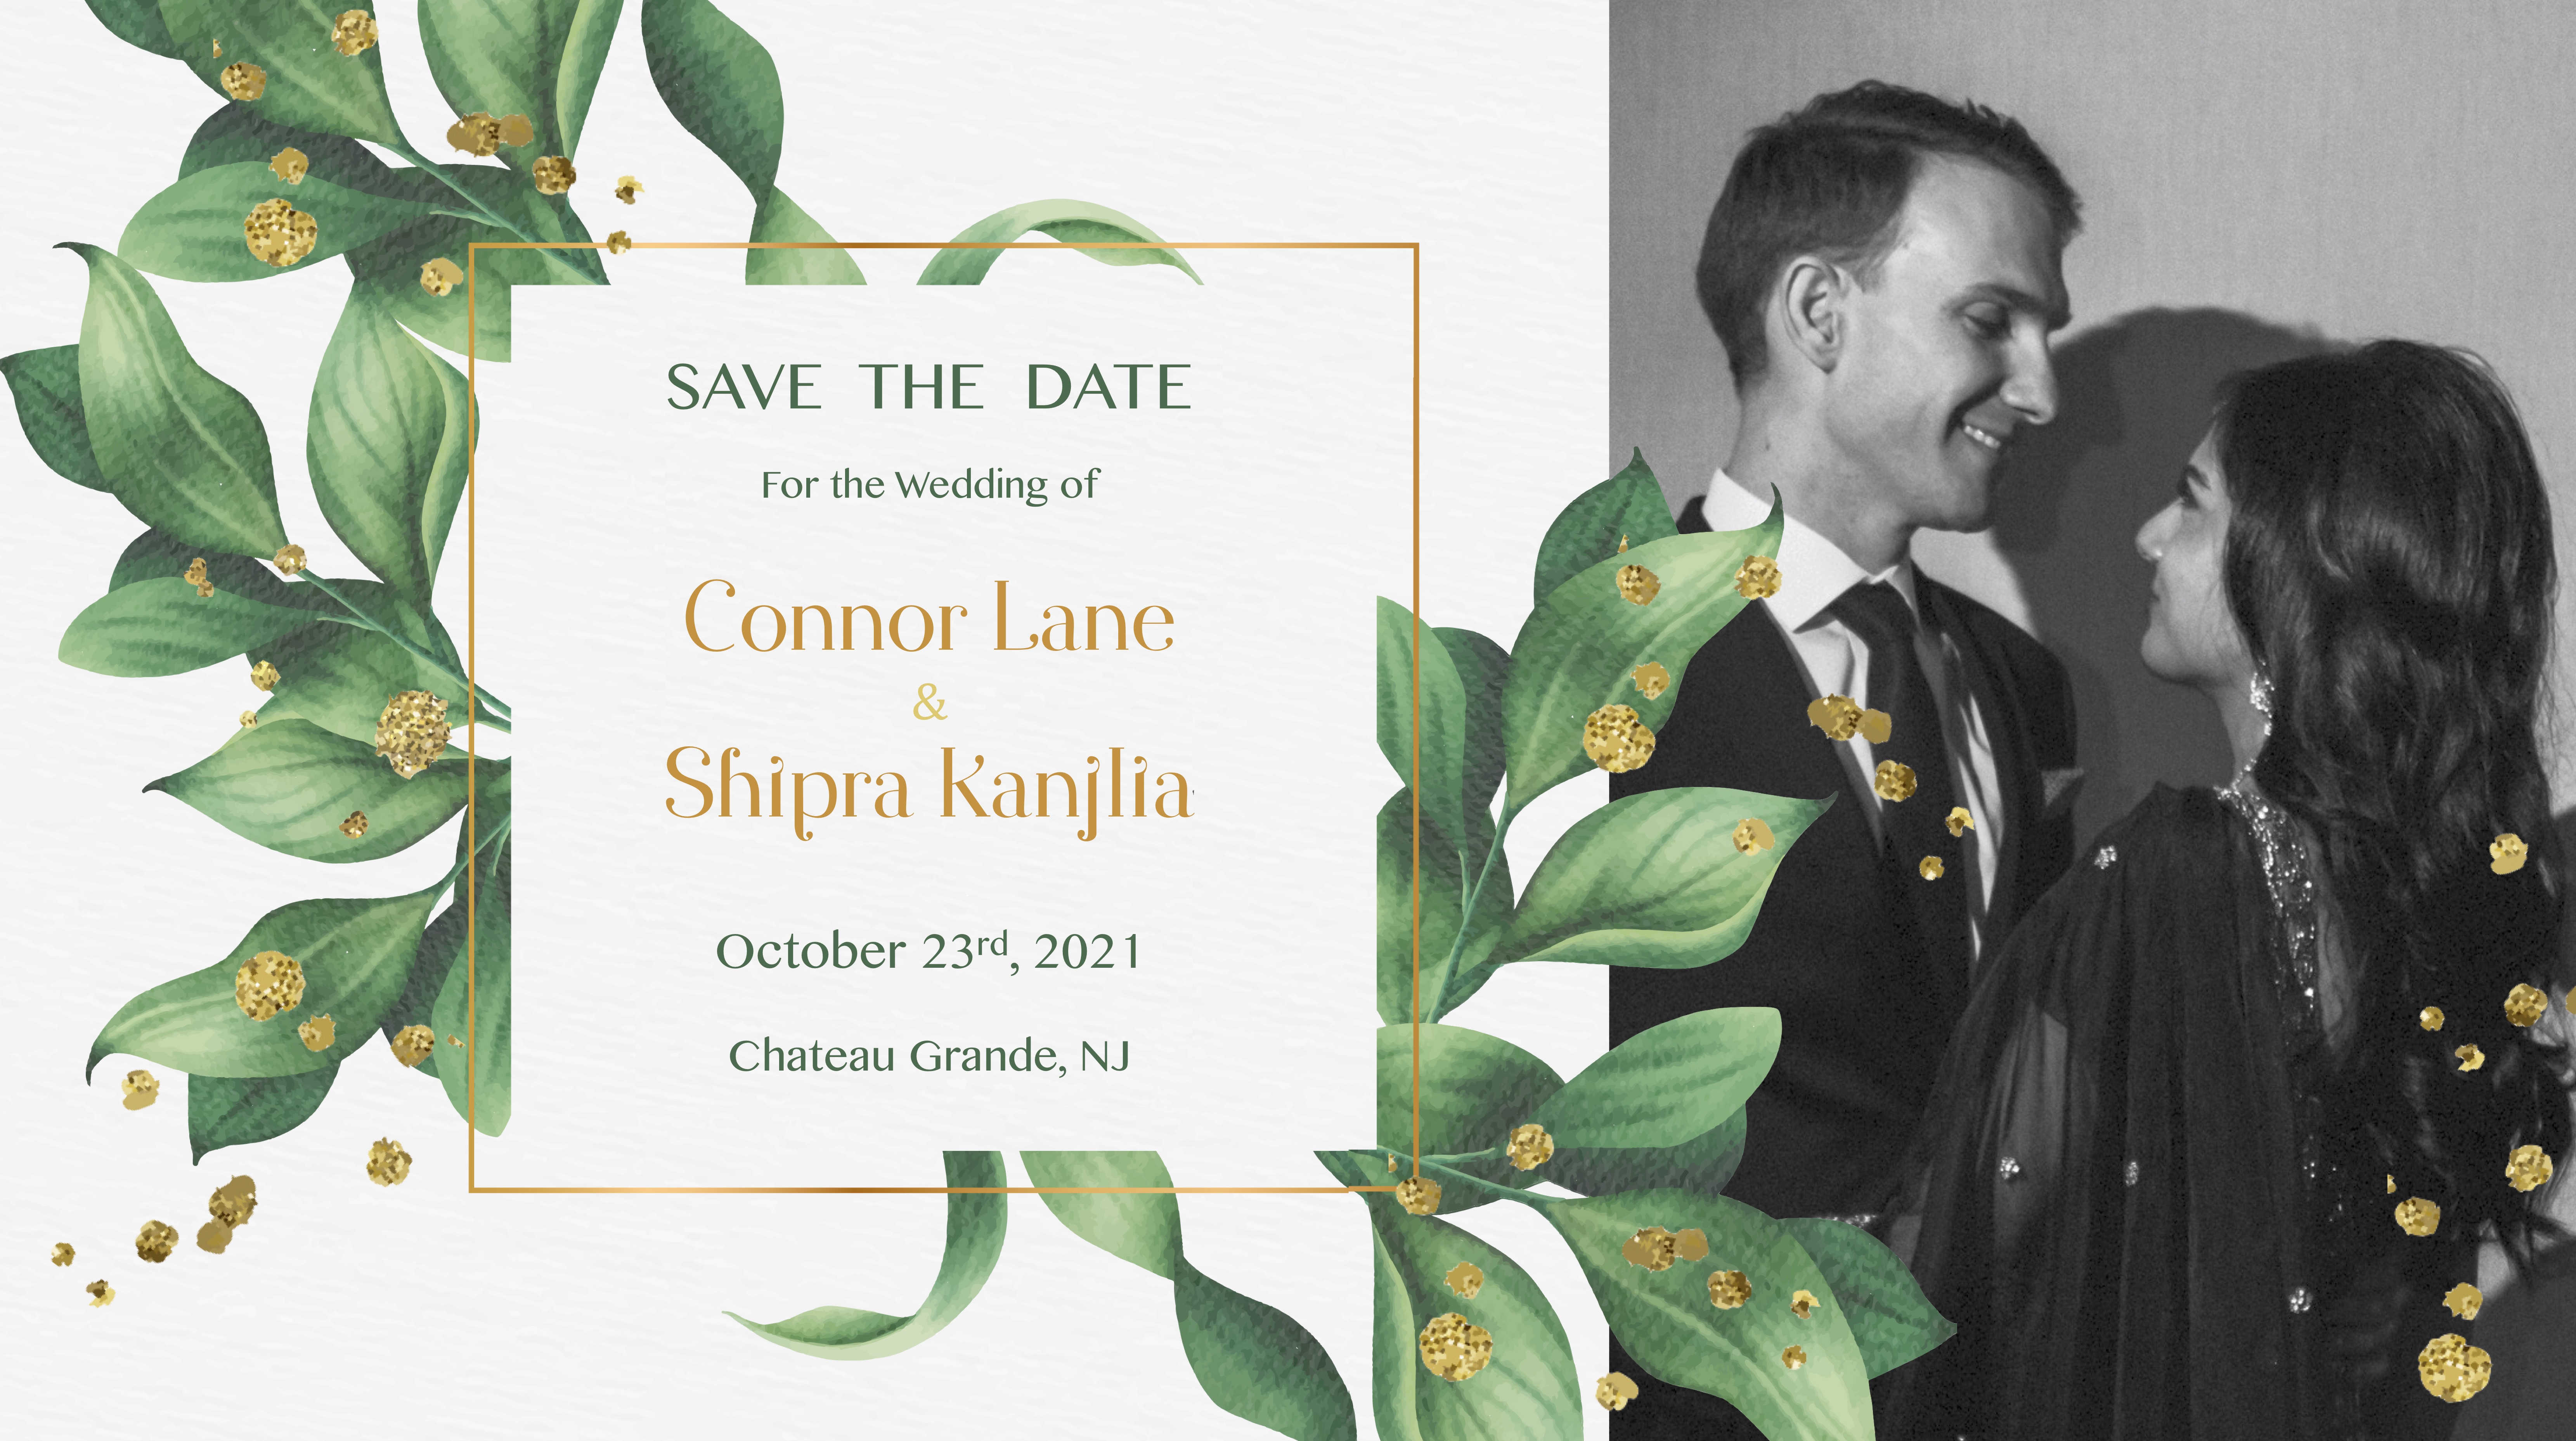 SAVE THE DATE
For the Wedding of
Connor Lane
&
Shipra Kanjlia
October 23rd, 2021
Chateau Grande, NJ